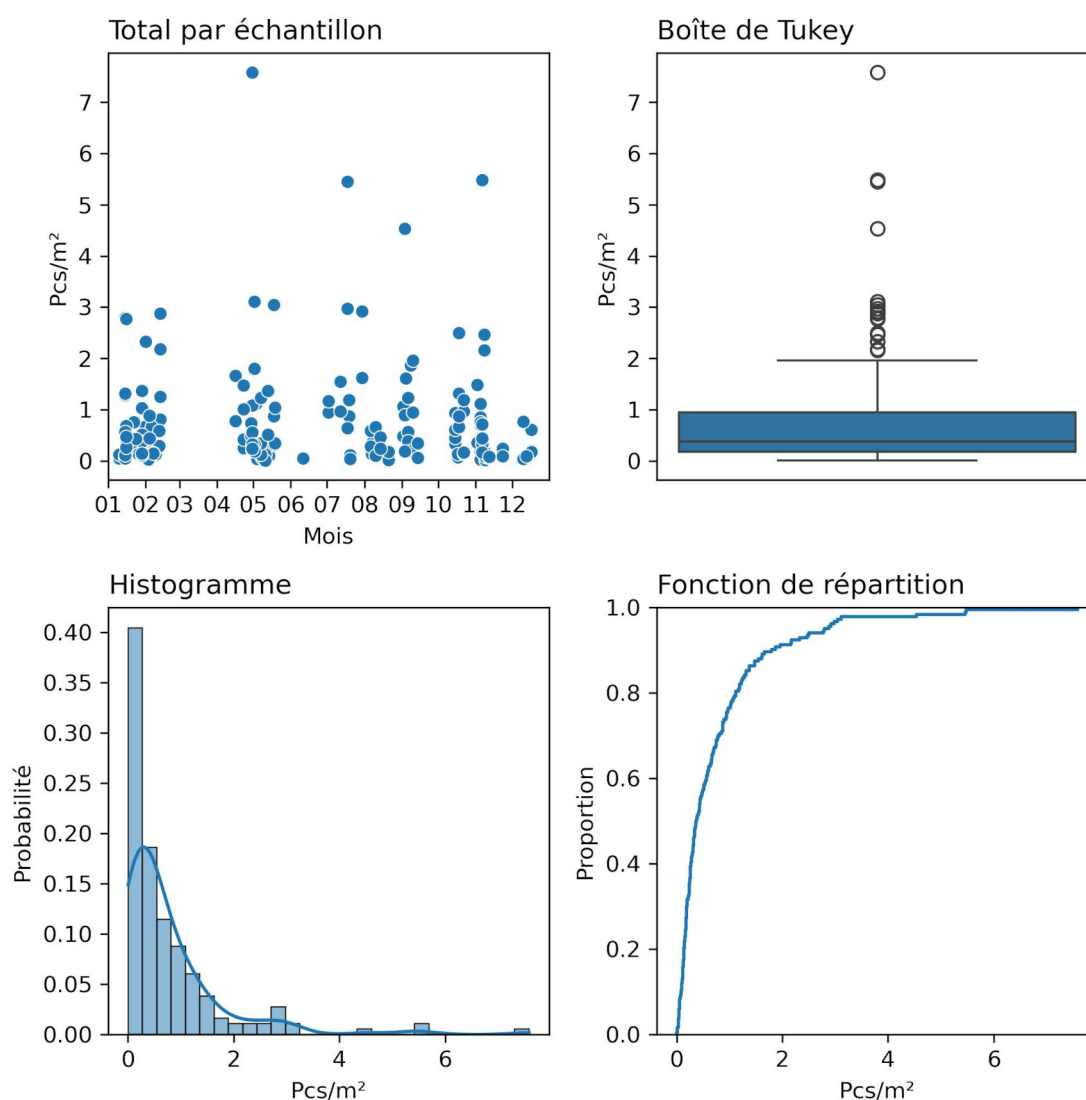 Total par échantillon
7
6
5
4
3
2
1
0
Pcs/m²
01 02 03 04 05 06 07 08 09 10 11 12
Mois
Boîte de Tukey
7
6
5
4
3
2
1
0
Pcs/m²
Histogramme
0.40
0.35
0.30
0.25
0.20
0.15
0.10
0.05
0.00
Probabilité
0 2 4 6
Pcs/m²
Fonction de répartition
1.0
0.8
0.6
0.4
0.2
0.0
Proportion
0 2 4 6
Pcs/m²